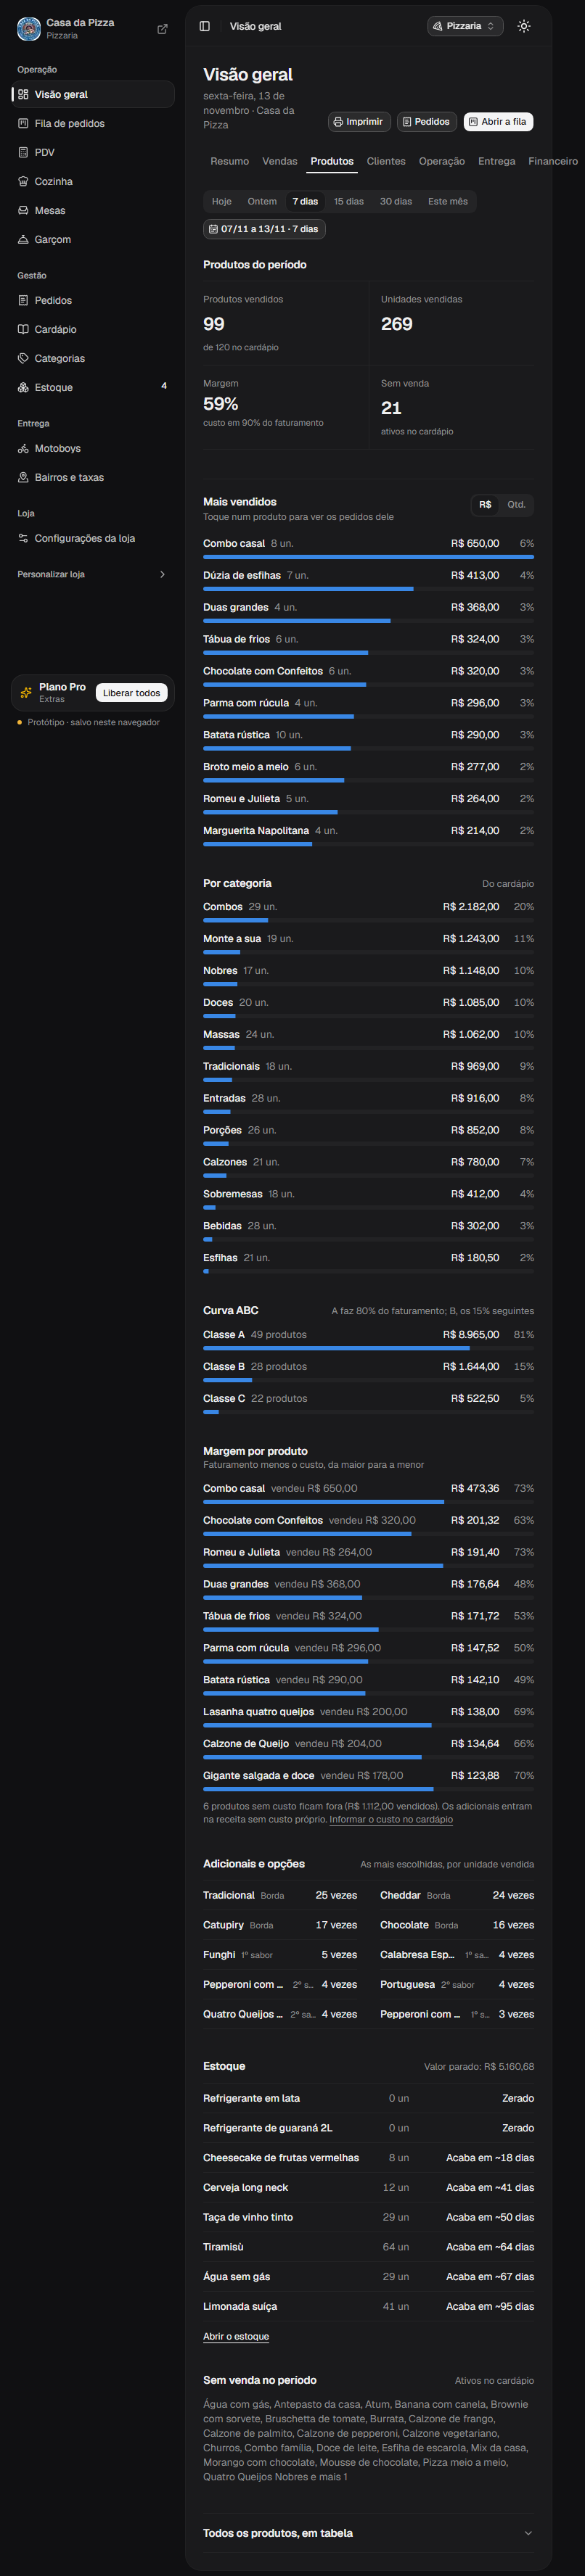 Casa da Pizza
Pizzaria
Operação
Visão geral
Fila de pedidos
PDV
Cozinha
Mesas
Garçom
Gestão
Pedidos
Cardápio
Categorias
Estoque 4
Entrega
Motoboys
Bairros e taxas
Loja
Configurações da loja
Personalizar loja
Plano Pro
Extras
Liberar todos
Protótipo · salvo neste navegador
Visão geral
Pizzaria
Visão geral
sexta-feira, 13 de
novembro · Casa da
Pizza
Imprimir Pedidos Abrir a fila
Resumo Vendas Produtos Clientes Operação Entrega Financeiro
Hoje Ontem 7 dias 15 dias 30 dias Este mês
07/11 a 13/11 · 7 dias
Produtos do período
Produtos vendidos
99
de 120 no cardápio
Unidades vendidas
269
Margem
59%
custo em 90% do faturamento
Sem venda
21
ativos no cardápio
Mais vendidos
Toque num produto para ver os pedidos dele
R$ Qtd.
Combo casal 8 un. R$ 650,00 6%
Dúzia de esfihas 7 un. R$ 413,00 4%
Duas grandes 4 un. R$ 368,00 3%
Tábua de frios 6 un. R$ 324,00 3%
Chocolate com Confeitos 6 un. R$ 320,00 3%
Parma com rúcula 4 un. R$ 296,00 3%
Batata rústica 10 un. R$ 290,00 3%
Broto meio a meio 6 un. R$ 277,00 2%
Romeu e Julieta 5 un. R$ 264,00 2%
Marguerita Napolitana 4 un. R$ 214,00 2%
Por categoria Do cardápio
Combos 29 un. R$ 2.182,00 20%
Monte a sua 19 un. R$ 1.243,00 11%
Nobres 17 un. R$ 1.148,00 10%
Doces 20 un. R$ 1.085,00 10%
Massas 24 un. R$ 1.062,00 10%
Tradicionais 18 un. R$ 969,00 9%
Entradas 28 un. R$ 916,00 8%
Porções 26 un. R$ 852,00 8%
Calzones 21 un. R$ 780,00 7%
Sobremesas 18 un. R$ 412,00 4%
Bebidas 28 un. R$ 302,00 3%
Esfihas 21 un. R$ 180,50 2%
Curva ABC A faz 80% do faturamento; B, os 15% seguintes
Classe A 49 produtos R$ 8.965,00 81%
Classe B 28 produtos R$ 1.644,00 15%
Classe C 22 produtos R$ 522,50 5%
Margem por produto
Faturamento menos o custo, da maior para a menor
Combo casal vendeu R$ 650,00 R$ 473,36 73%
Chocolate com Confeitos vendeu R$ 320,00 R$ 201,32 63%
Romeu e Julieta vendeu R$ 264,00 R$ 191,40 73%
Duas grandes vendeu R$ 368,00 R$ 176,64 48%
Tábua de frios vendeu R$ 324,00 R$ 171,72 53%
Parma com rúcula vendeu R$ 296,00 R$ 147,52 50%
Batata rústica vendeu R$ 290,00 R$ 142,10 49%
Lasanha quatro queijos vendeu R$ 200,00 R$ 138,00 69%
Calzone de Queijo vendeu R$ 204,00 R$ 134,64 66%
Gigante salgada e doce vendeu R$ 178,00 R$ 123,88 70%
6 produtos sem custo ficam fora (R$ 1.112,00 vendidos). Os adicionais entram
na receita sem custo próprio. Informar o custo no cardápio
Adicionais e opções As mais escolhidas, por unidade vendida
Tradicional Borda 25 vezes Cheddar Borda 24 vezes
Catupiry Borda 17 vezes Chocolate Borda 16 vezes
Funghi 1º sabor 5 vezes Calabresa Esp... 1º sa... 4 vezes
Pepperoni com ... 2º s... 4 vezes Portuguesa 2º sabor 4 vezes
Quatro Queijos ... 2º sa... 4 vezes Pepperoni com ... 1º s... 3 vezes
Estoque Valor parado: R$ 5.160,68
Refrigerante em lata 0 un Zerado
Refrigerante de guaraná 2L 0 un Zerado
Cheesecake de frutas vermelhas 8 un Acaba em ~18 dias
Cerveja long neck 12 un Acaba em ~41 dias
Taça de vinho tinto 29 un Acaba em ~50 dias
Tiramisù 64 un Acaba em ~64 dias
Água sem gás 29 un Acaba em ~67 dias
Limonada suíça 41 un Acaba em ~95 dias
Abrir o estoque
Sem venda no período Ativos no cardápio
Água com gás, Antepasto da casa, Atum, Banana com canela, Brownie
com sorvete, Bruschetta de tomate, Burrata, Calzone de frango,
Calzone de palmito, Calzone de pepperoni, Calzone vegetariano,
Churros, Combo família, Doce de leite, Esfiha de escarola, Mix da casa,
Morango com chocolate, Mousse de chocolate, Pizza meio a meio,
Quatro Queijos Nobres e mais 1
Todos os produtos, em tabela